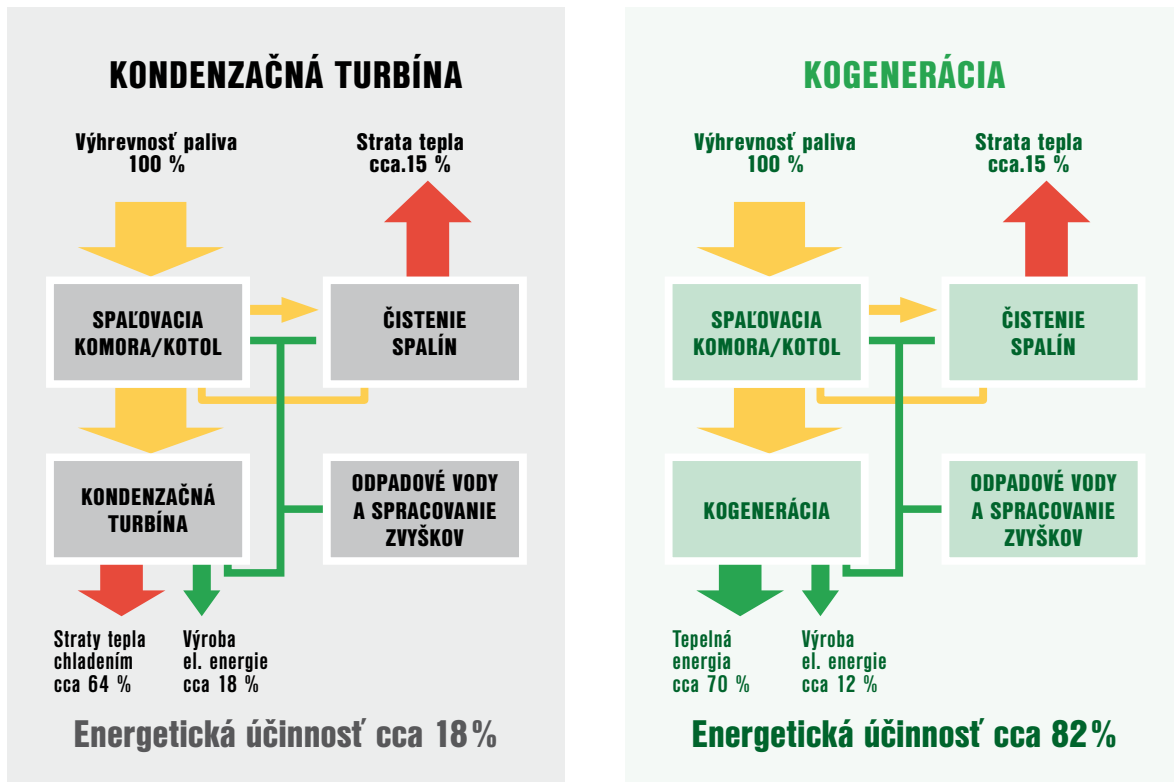 KONDENZAČNÁ TURBÍNA
Výhrevnosť paliva
100 %
Strata tepla
cca.15 %
SPAĽOVACIA
KOMORA/KOTOL
ČISTENIE
SPALÍN
KONDENZAČNÁ
TURBÍNA
ODPADOVÉ VODY
A SPRACOVANIE
ZVYŠKOV
Straty tepla
chladením
cca 64 %
Výroba
el. energie
cca 18 %
Energetická účinnosť cca 18%
KOGENERÁCIA
Výhrevnosť paliva
100 %
Strata tepla
cca.15 %
SPAĽOVACIA
KOMORA/KOTOL
ČISTENIE
SPALÍN
KOGENERÁCIA
ODPADOVÉ VODY
A SPRACOVANIE
ZVYŠKOV
Tepelná
energia
cca 70 %
Výroba
el. energie
cca 12 %
Energetická účinnosť cca 82%